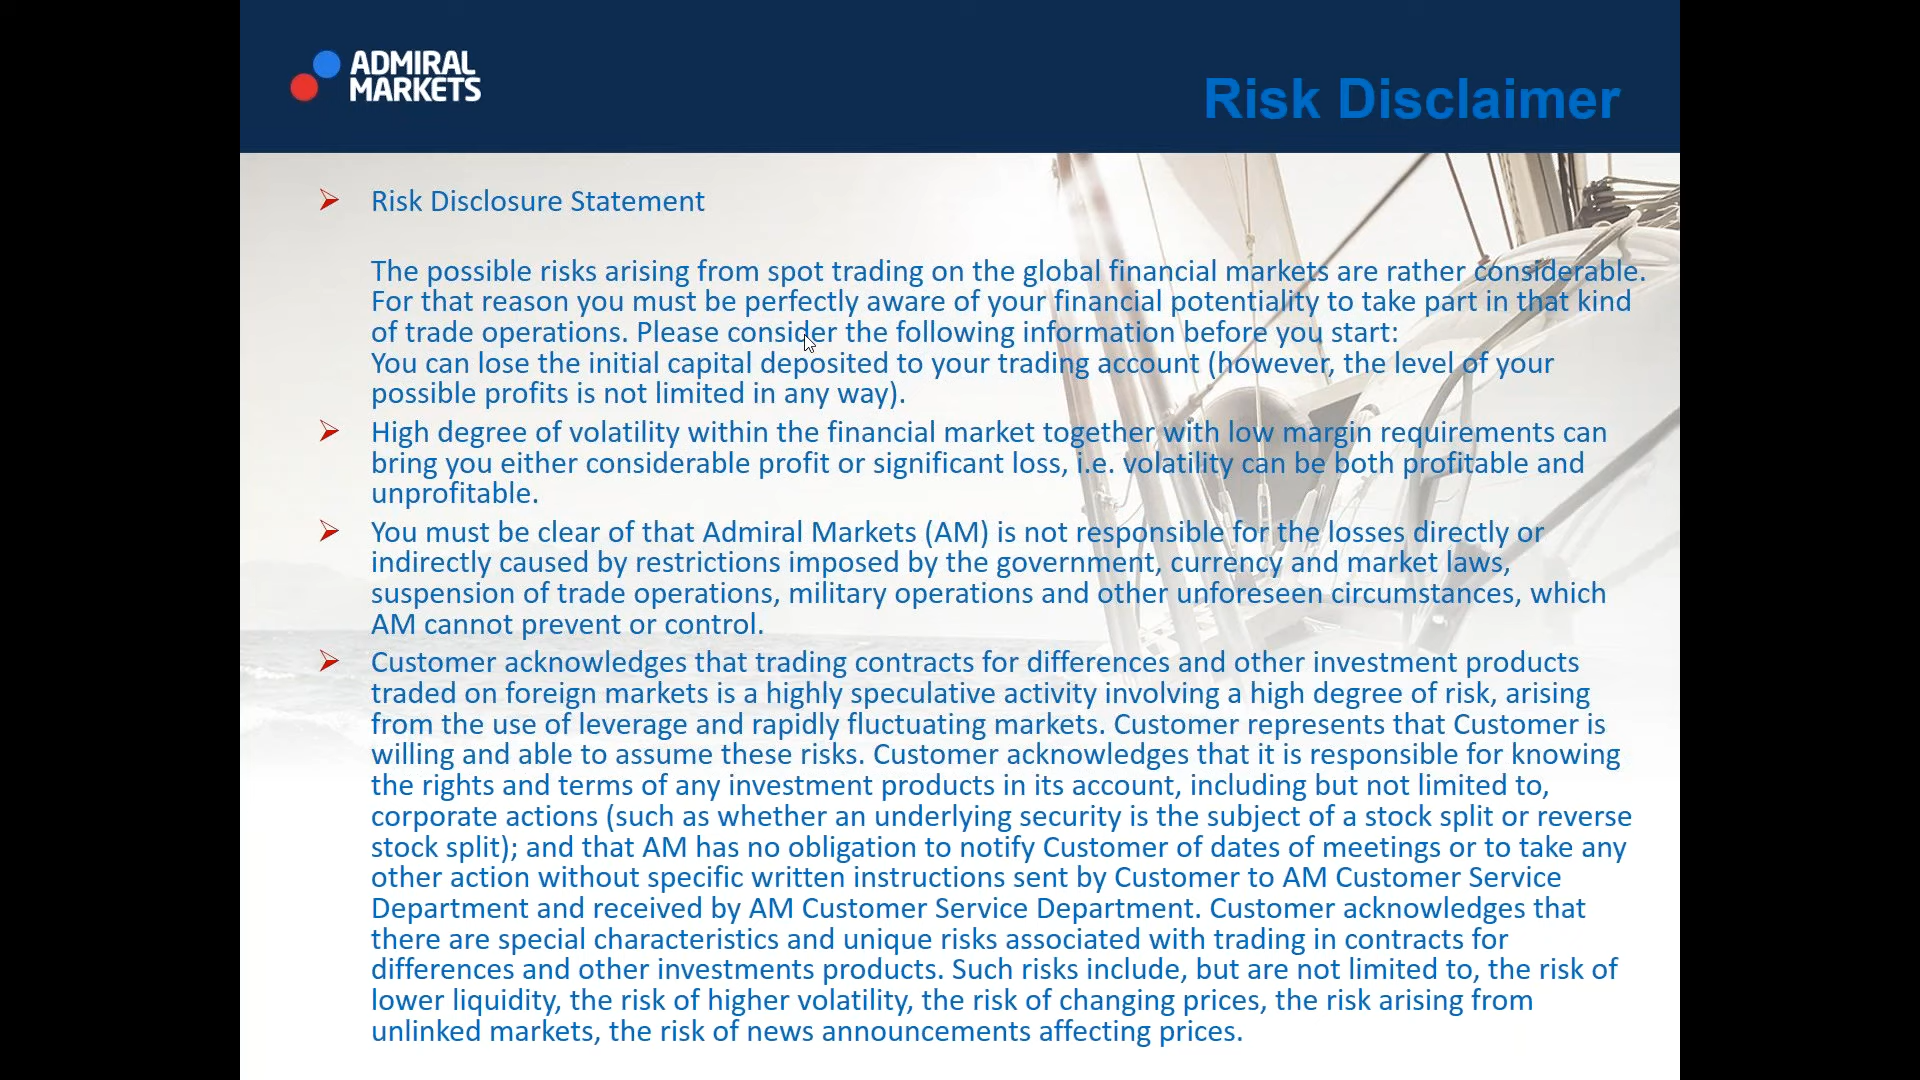 ADMIRAL
MARKETS
Risk Disclaimer
Risk Disclosure Statement
The possible risks arising from spot trading on the global financial markets are rather considerable.
For that reason you must be perfectly aware of your financial potentiality to take part in that kind
of trade operations. Please consider the following information before you start:
You can lose the initial capital deposited to your trading account (however, the level of your
possible profits is not limited in any way).
High degree of volatility within the financial market together with low margin requirements can
bring you either considerable profit or significant loss, i.e. volatility can be both profitable and
unprofitable.
You must be clear of that Admiral Markets (AM) is not responsible for the losses directly or
indirectly caused by restrictions imposed by the government, currency and market laws,
suspension of trade operations, military operations and other unforeseen circumstances, which
AM cannot prevent or control.
Customer acknowledges that trading contracts for differences and other investment products
traded on foreign markets is a highly speculative activity involving a high degree of risk, arising
from the use of leverage and rapidly fluctuating markets. Customer represents that Customer is
willing and able to assume these risks. Customer acknowledges that it is responsible for knowing
the rights and terms of any investment products in its account, including but not limited to,
corporate actions (such as whether an underlying security is the subject of a stock split or reverse
stock split); and that AM has no obligation to notify Customer of dates of meetings or to take any
other action without specific written instructions sent by Customer to AM Customer Service
Department and received by AM Customer Service Department. Customer acknowledges that
there are special characteristics and unique risks associated with trading in contracts for
differences and other investments products. Such risks include, but are not limited to, the risk of
lower liquidity, the risk of higher volatility, the risk of changing prices, the risk arising from
unlinked markets, the risk of news announcements affecting prices.